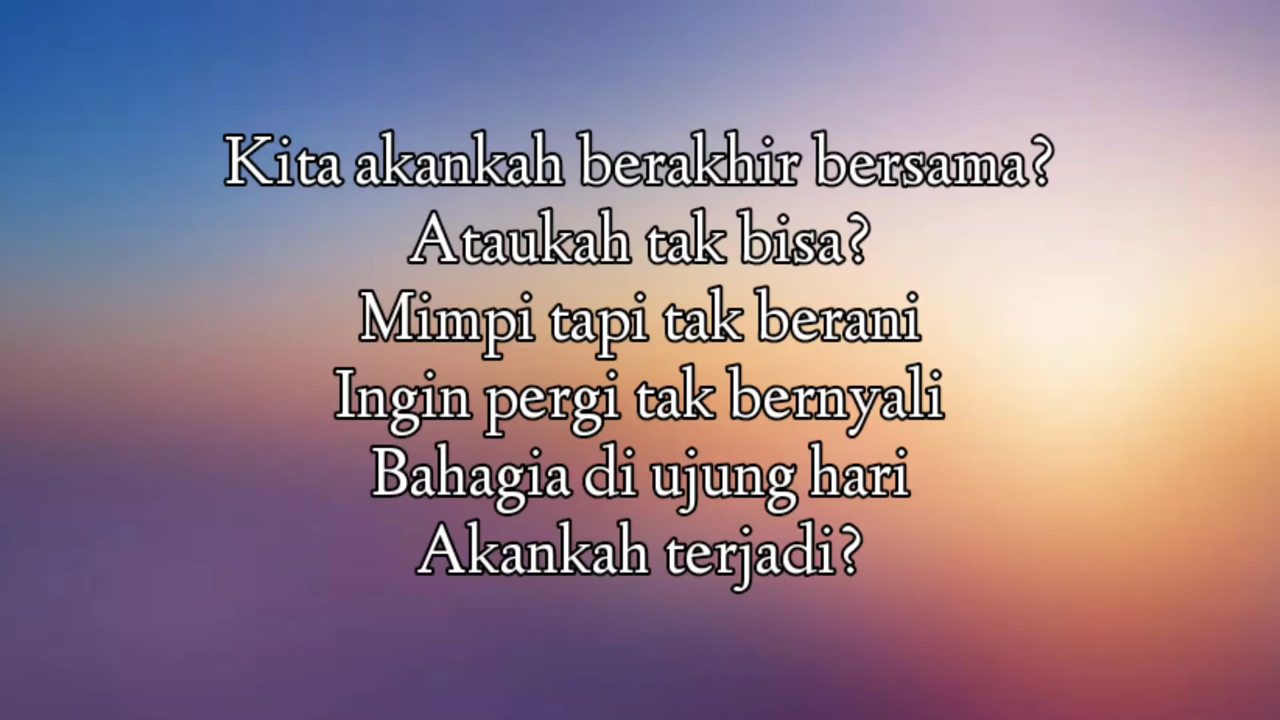 Kita akankah berakhir bersama?
Ataukah tak bisa?
Mimpi tapi tak berani
Ingin pergi tak bernyali
Bahagia di ujung hari
Akankah terjadi?